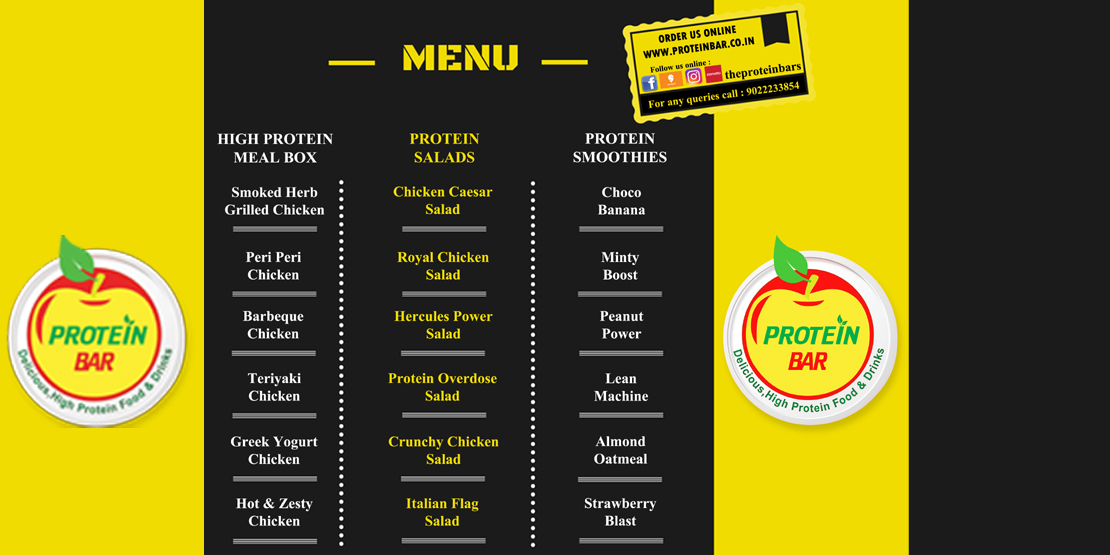 MENU
ORDER US ONLINE
WWW.PROTEINBAR.CO.IN
Follow us online :
theproteinbars
For any queries call : 9022233854
HIGH PROTEIN
MEAL BOX
Smoked Herb
Grilled Chicken
Peri Peri
Chicken
Barbeque
Chicken
Teriyaki
Chicken
Greek Yogurt
Chicken
Hot & Zesty
Chicken
PROTEIN
SALADS
Chicken Caesar
Salad
Royal Chicken
Salad
Hercules Power
Salad
Protein Overdose
Salad
Crunchy Chicken
Salad
Italian Flag
Salad
PROTEIN
SMOOTHIES
Choco
Banana
Minty
Boost
Peanut
Power
Lean
Machine
Almond
Oatmeal
Strawberry
Blast
PROTEIN
BAR
Delicious,High Protein Food & Drinks
PROTEIN
BAR
Delicious,High Protein Food & Drinks